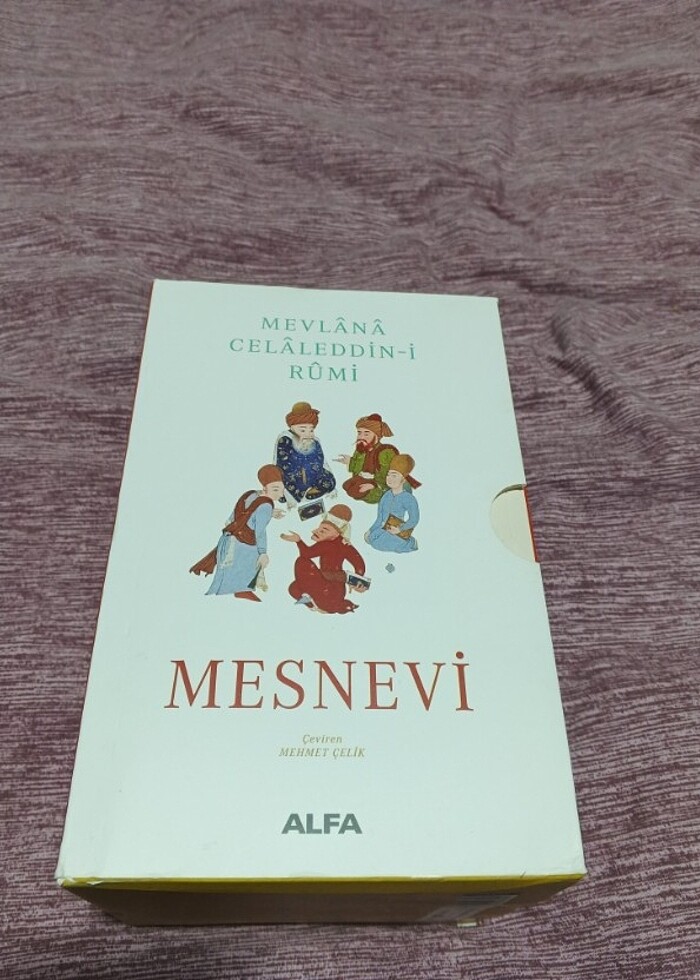 MEVLÂNÂ
CELÂLEDDİN-İ
RÛMİ
MESNEVİ
Çeviren
MEHMET ÇELİK
ALFA